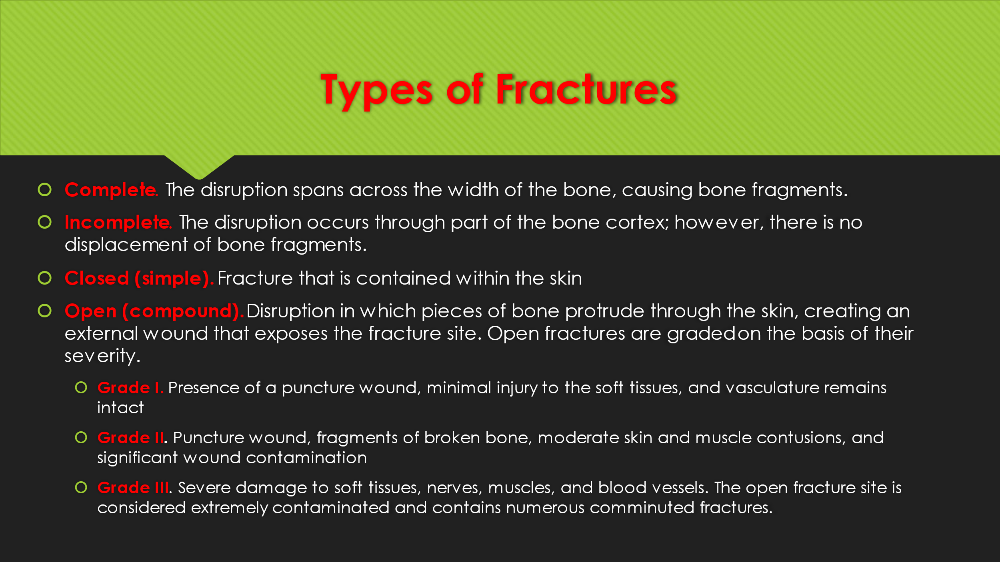 Types of Fractures
Complete. The disruption spans across the width of the bone, causing bone fragments.
Incomplete. The disruption occurs through part of the bone cortex; however, there is no
displacement of bone fragments.
Closed (simple). Fracture that is contained within the skin
Open (compound). Disruption in which pieces of bone protrude through the skin, creating an
external wound that exposes the fracture site. Open fractures are graded on the basis of their
severity.
Grade I. Presence of a puncture wound, minimal injury to the soft tissues, and vasculature remains
intact
Grade II. Puncture wound, fragments of broken bone, moderate skin and muscle contusions, and
significant wound contamination
Grade III. Severe damage to soft tissues, nerves, muscles, and blood vessels. The open fracture site is
considered extremely contaminated and contains numerous comminuted fractures.